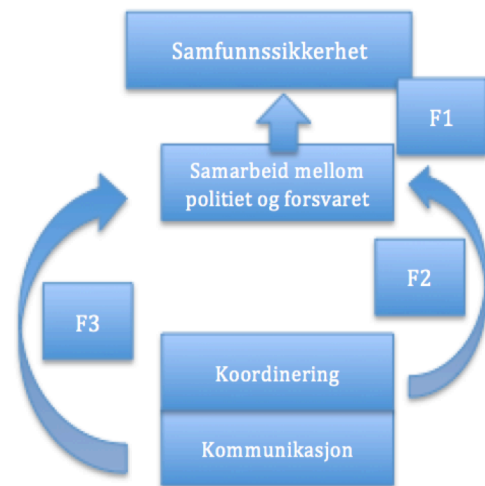 Samfunnssikkerhet
F1
Samarbeid mellom
politiet og forsvaret
F2
F3
Koordinering
Kommunikasjon